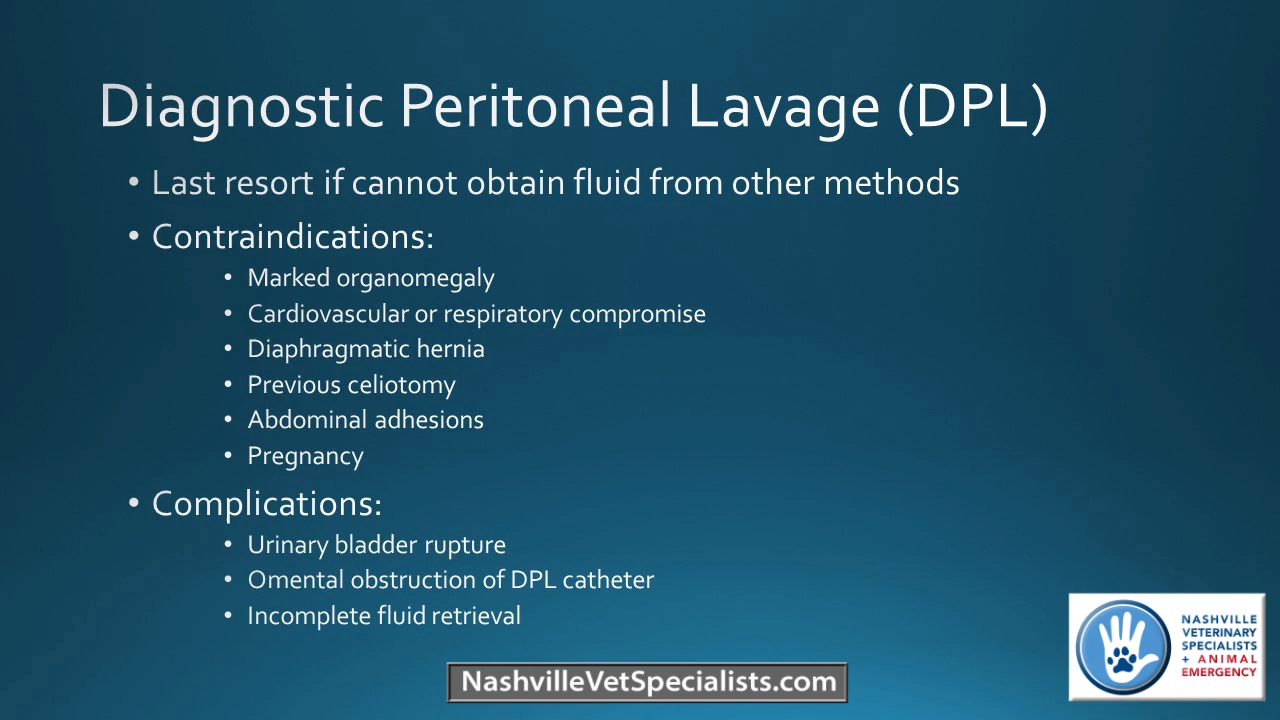 Diagnostic Peritoneal Lavage (DPL)
• Last resort if cannot obtain fluid from other methods
• Contraindications:
• Marked organomegaly
• Cardiovascular or respiratory compromise
• Diaphragmatic hernia
• Previous celiotomy
• Abdominal adhesions
• Pregnancy
• Complications:
• Urinary bladder rupture
• Omental obstruction of DPL catheter
• Incomplete fluid retrieval
NASHVILLE
VETERINARY
SPECIALISTS
+ ANIMAL
EMERGENCY
NashvilleVetSpecialists.com